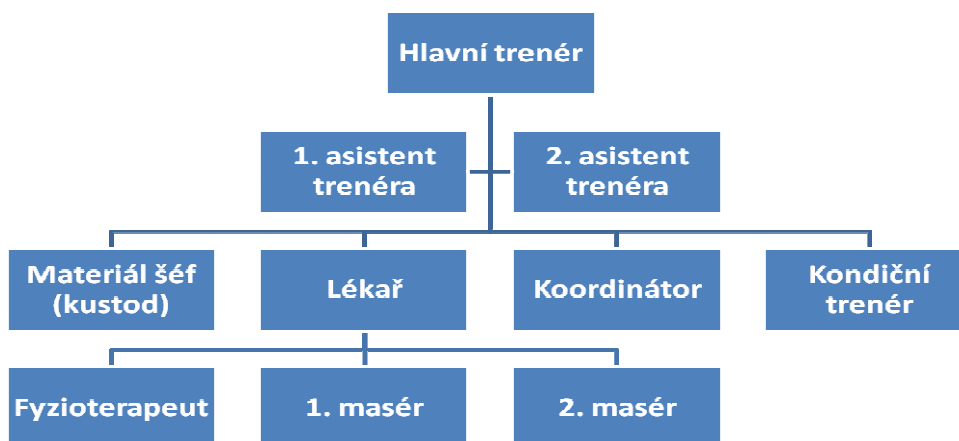 Hlavní trenér
1. asistent
trenéra
2. asistent
trenéra
Materiál šéf
(kustod)
Lékař
Koordinátor
Kondiční
trenér
Fyzioterapeut
1. masér
2. masér